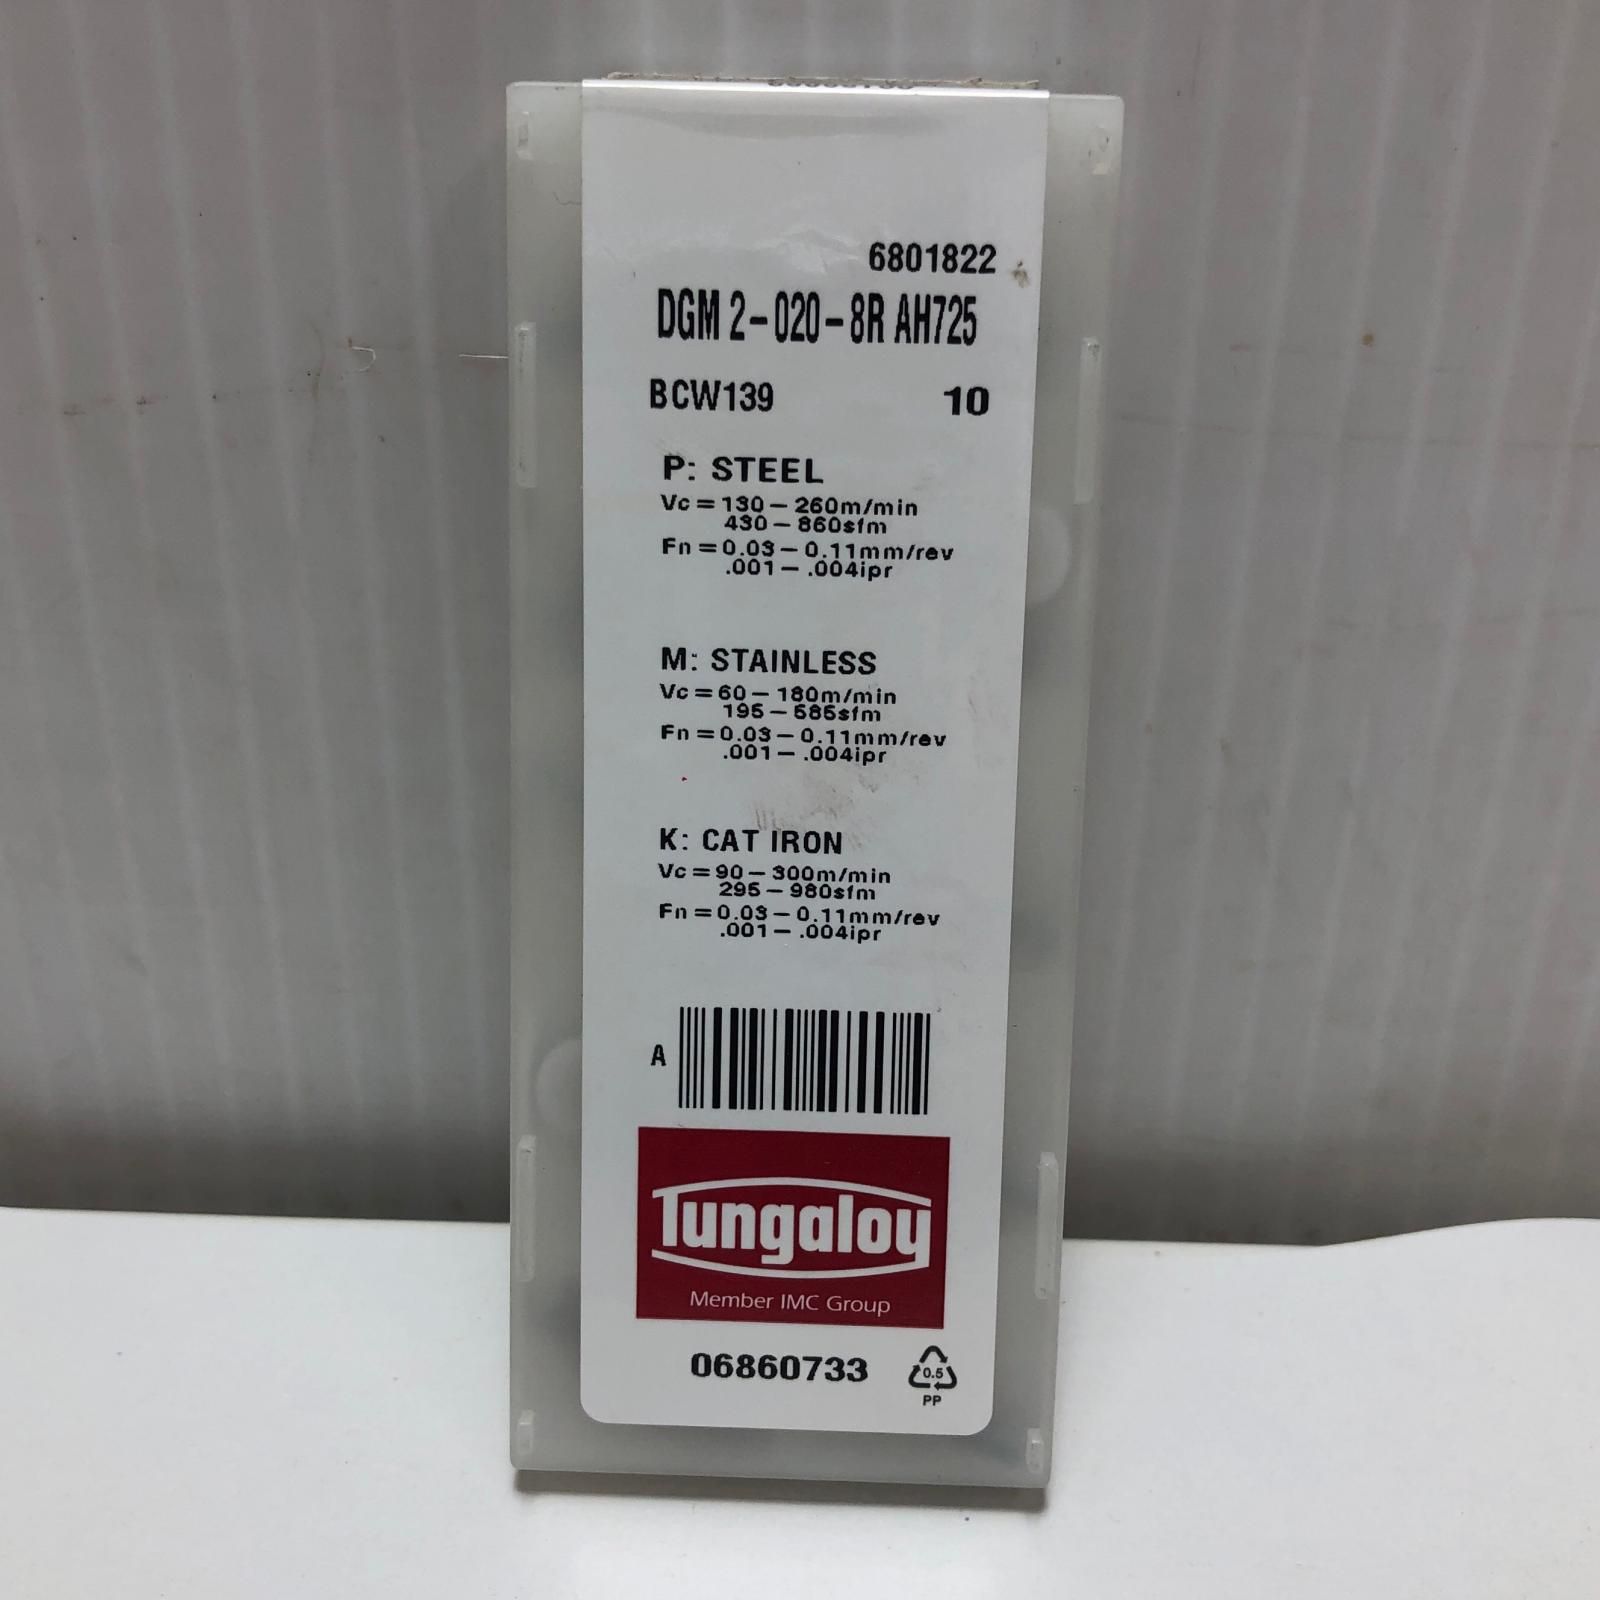 6801822
DGM 2-020-8R AH725
BCW139 10
P: STEEL
Vc=130-260m/min
430-860sfm
Fn=0.03-0.11mm/rev
.001-.004ipr
M: STAINLESS
Vc=60-180m/min
195-585sfm
Fn=0.03-0.11mm/rev
.001-.004ipr
K: CAT IRON
Vc=90-300m/min
295-980sfm
Fn=0.03-0.11mm/rev
.001-.004ipr
A
Tungaloy
Member IMC Group
06860733
0.5
PP